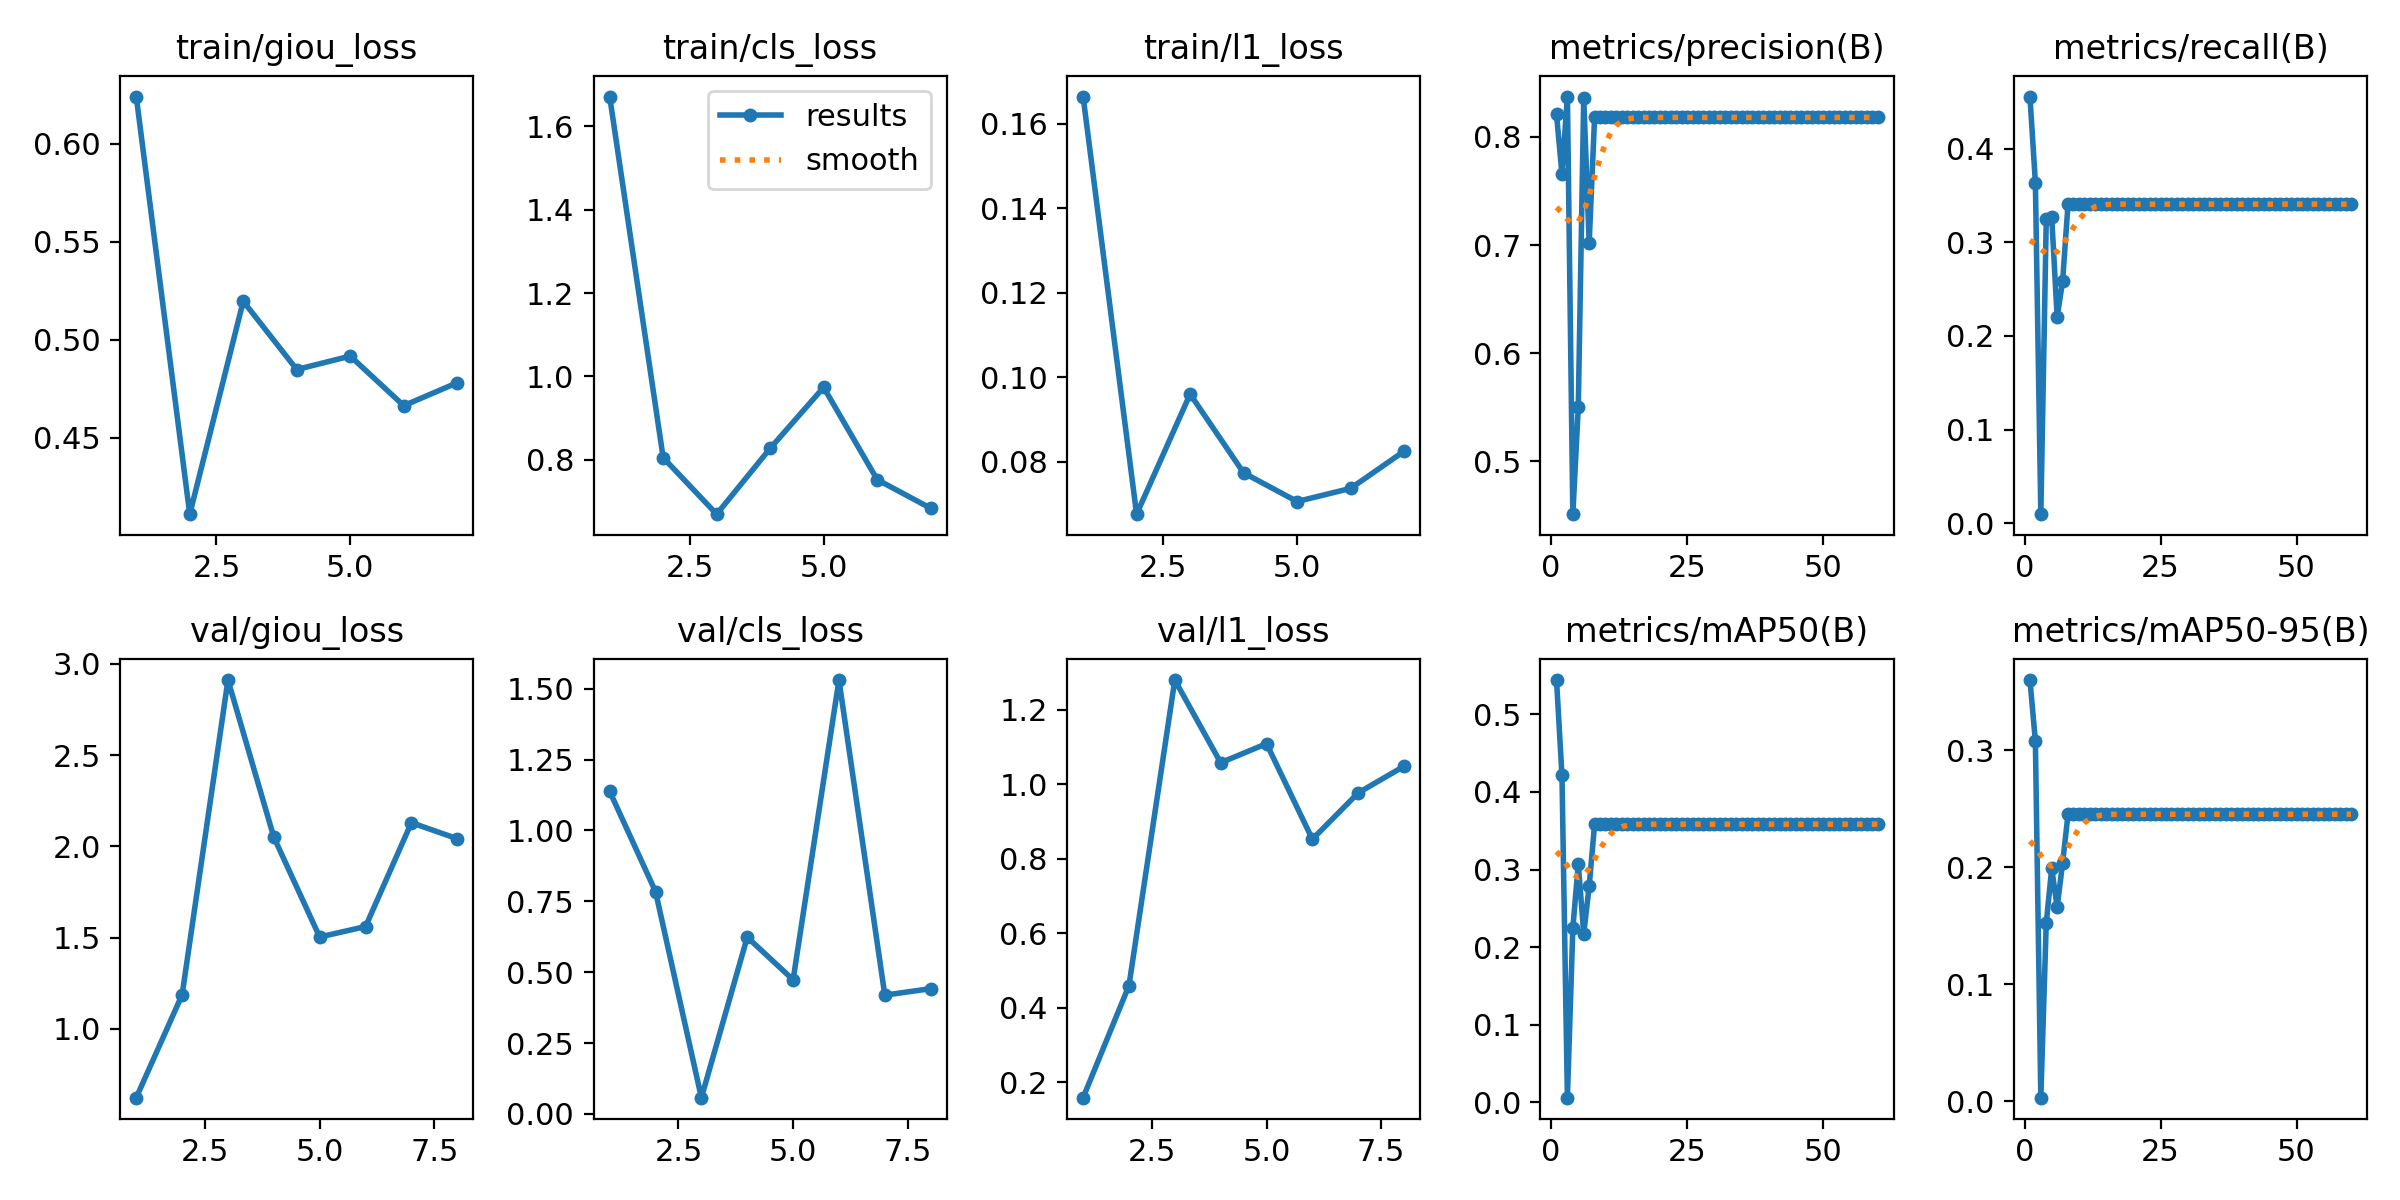 train/giou_loss
train/cls_loss
train/l1_loss
metrics/precision(B)
metrics/recall(B)
0.60
0.55
0.50
0.45
2.5 5.0
results
smooth
1.6
1.4
1.2
1.0
0.8
2.5 5.0
0.16
0.14
0.12
0.10
0.08
2.5 5.0
0.8
0.7
0.6
0.5
0 25 50
0.4
0.3
0.2
0.1
0.0
0 25 50
val/giou_loss
val/cls_loss
val/l1_loss
metrics/mAP50(B)
metrics/mAP50-95(B)
3.0
2.5
2.0
1.5
1.0
2.5 5.0 7.5
1.50
1.25
1.00
0.75
0.50
0.25
0.00
2.5 5.0 7.5
1.2
1.0
0.8
0.6
0.4
0.2
2.5 5.0 7.5
0.5
0.4
0.3
0.2
0.1
0.0
0 25 50
0.3
0.2
0.1
0.0
0 25 50